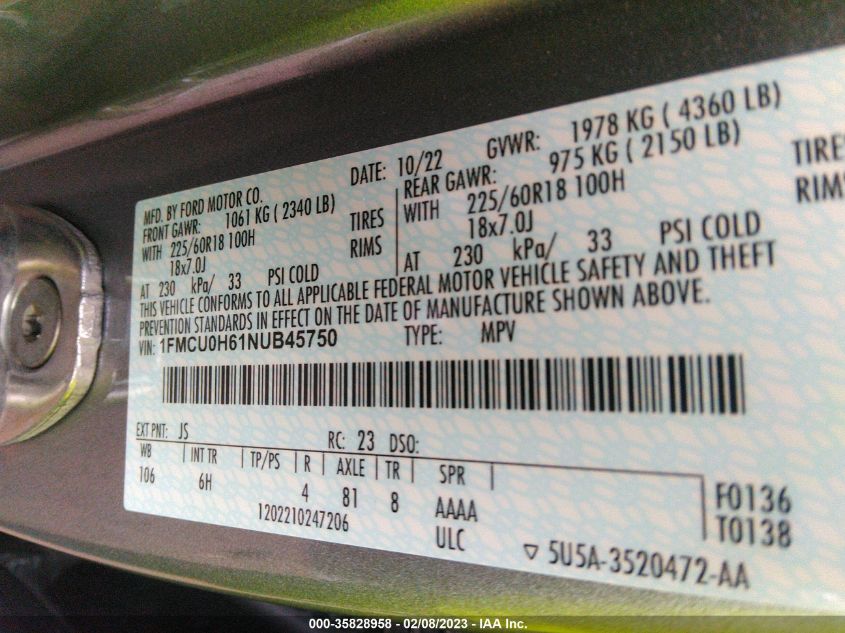 MFD. BY FORD MOTOR CO.
DATE: 10/22 GVWR: 1978 KG ( 4360 LB)
FRONT GAWR: 1061 KG ( 2340 LB) REAR GAWR: 975 KG ( 2150 LB)
WITH 225/60R18 100H TIRES WITH 225/60R18 100H TIRE
18x7.0J RIMS 18x7.0J RIMS
AT 230 kPa/ 33 PSI COLD AT 230 kPa/ 33 PSI COLD
THIS VEHICLE CONFORMS TO ALL APPLICABLE FEDERAL MOTOR VEHICLE SAFETY AND THEFT
PREVENTION STANDARDS IN EFFECT ON THE DATE OF MANUFACTURE SHOWN ABOVE.
VIN: 1FMCU0H61NUB45750 TYPE: MPV
EXT PNT: JS RC: 23 DSO:
WB INT TR TP/PS R AXLE TR SPR
106 6H 4 81 8 AAAA
1202210247206 ULC
F0136
T0138
5U5A-3520472-AA
000-35828958 - 02/08/2023 - IAA Inc.